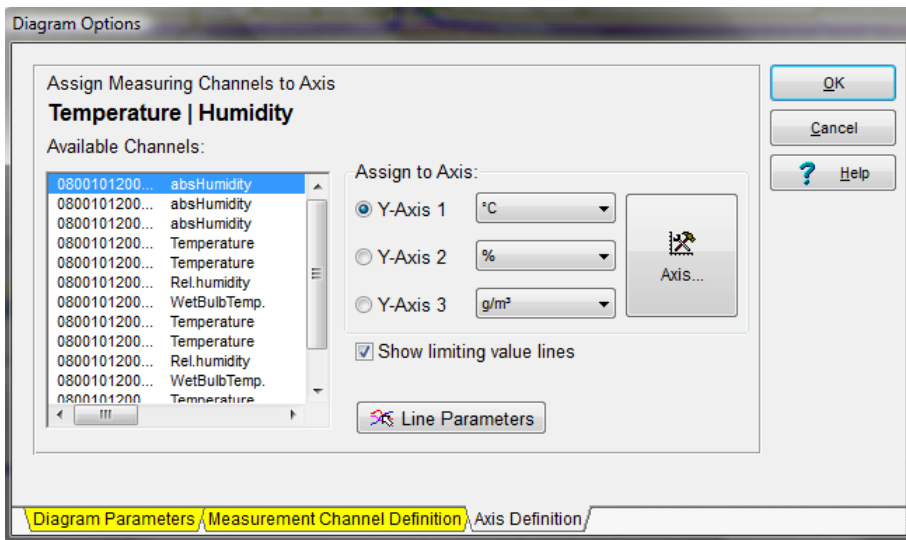 Diagram Options
Assign Measuring Channels to Axis
Temperature | Humidity
Available Channels:
0800101200... absHumidity
0800101200... absHumidity
0800101200... absHumidity
0800101200... Temperature
0800101200... Temperature
0800101200... Rel.humidity
0800101200... WetBulbTemp.
0800101200... Temperature
0800101200... Temperature
0800101200... Rel.humidity
0800101200... WetBulbTemp.
0800101200 Temperature
Assign to Axis:
Y-Axis 1 °C
Y-Axis 2 %
Y-Axis 3 g/m³
Axis...
Show limiting value lines
Line Parameters
OK
Cancel
? Help
Diagram Parameters Measurement Channel Definition Axis Definition